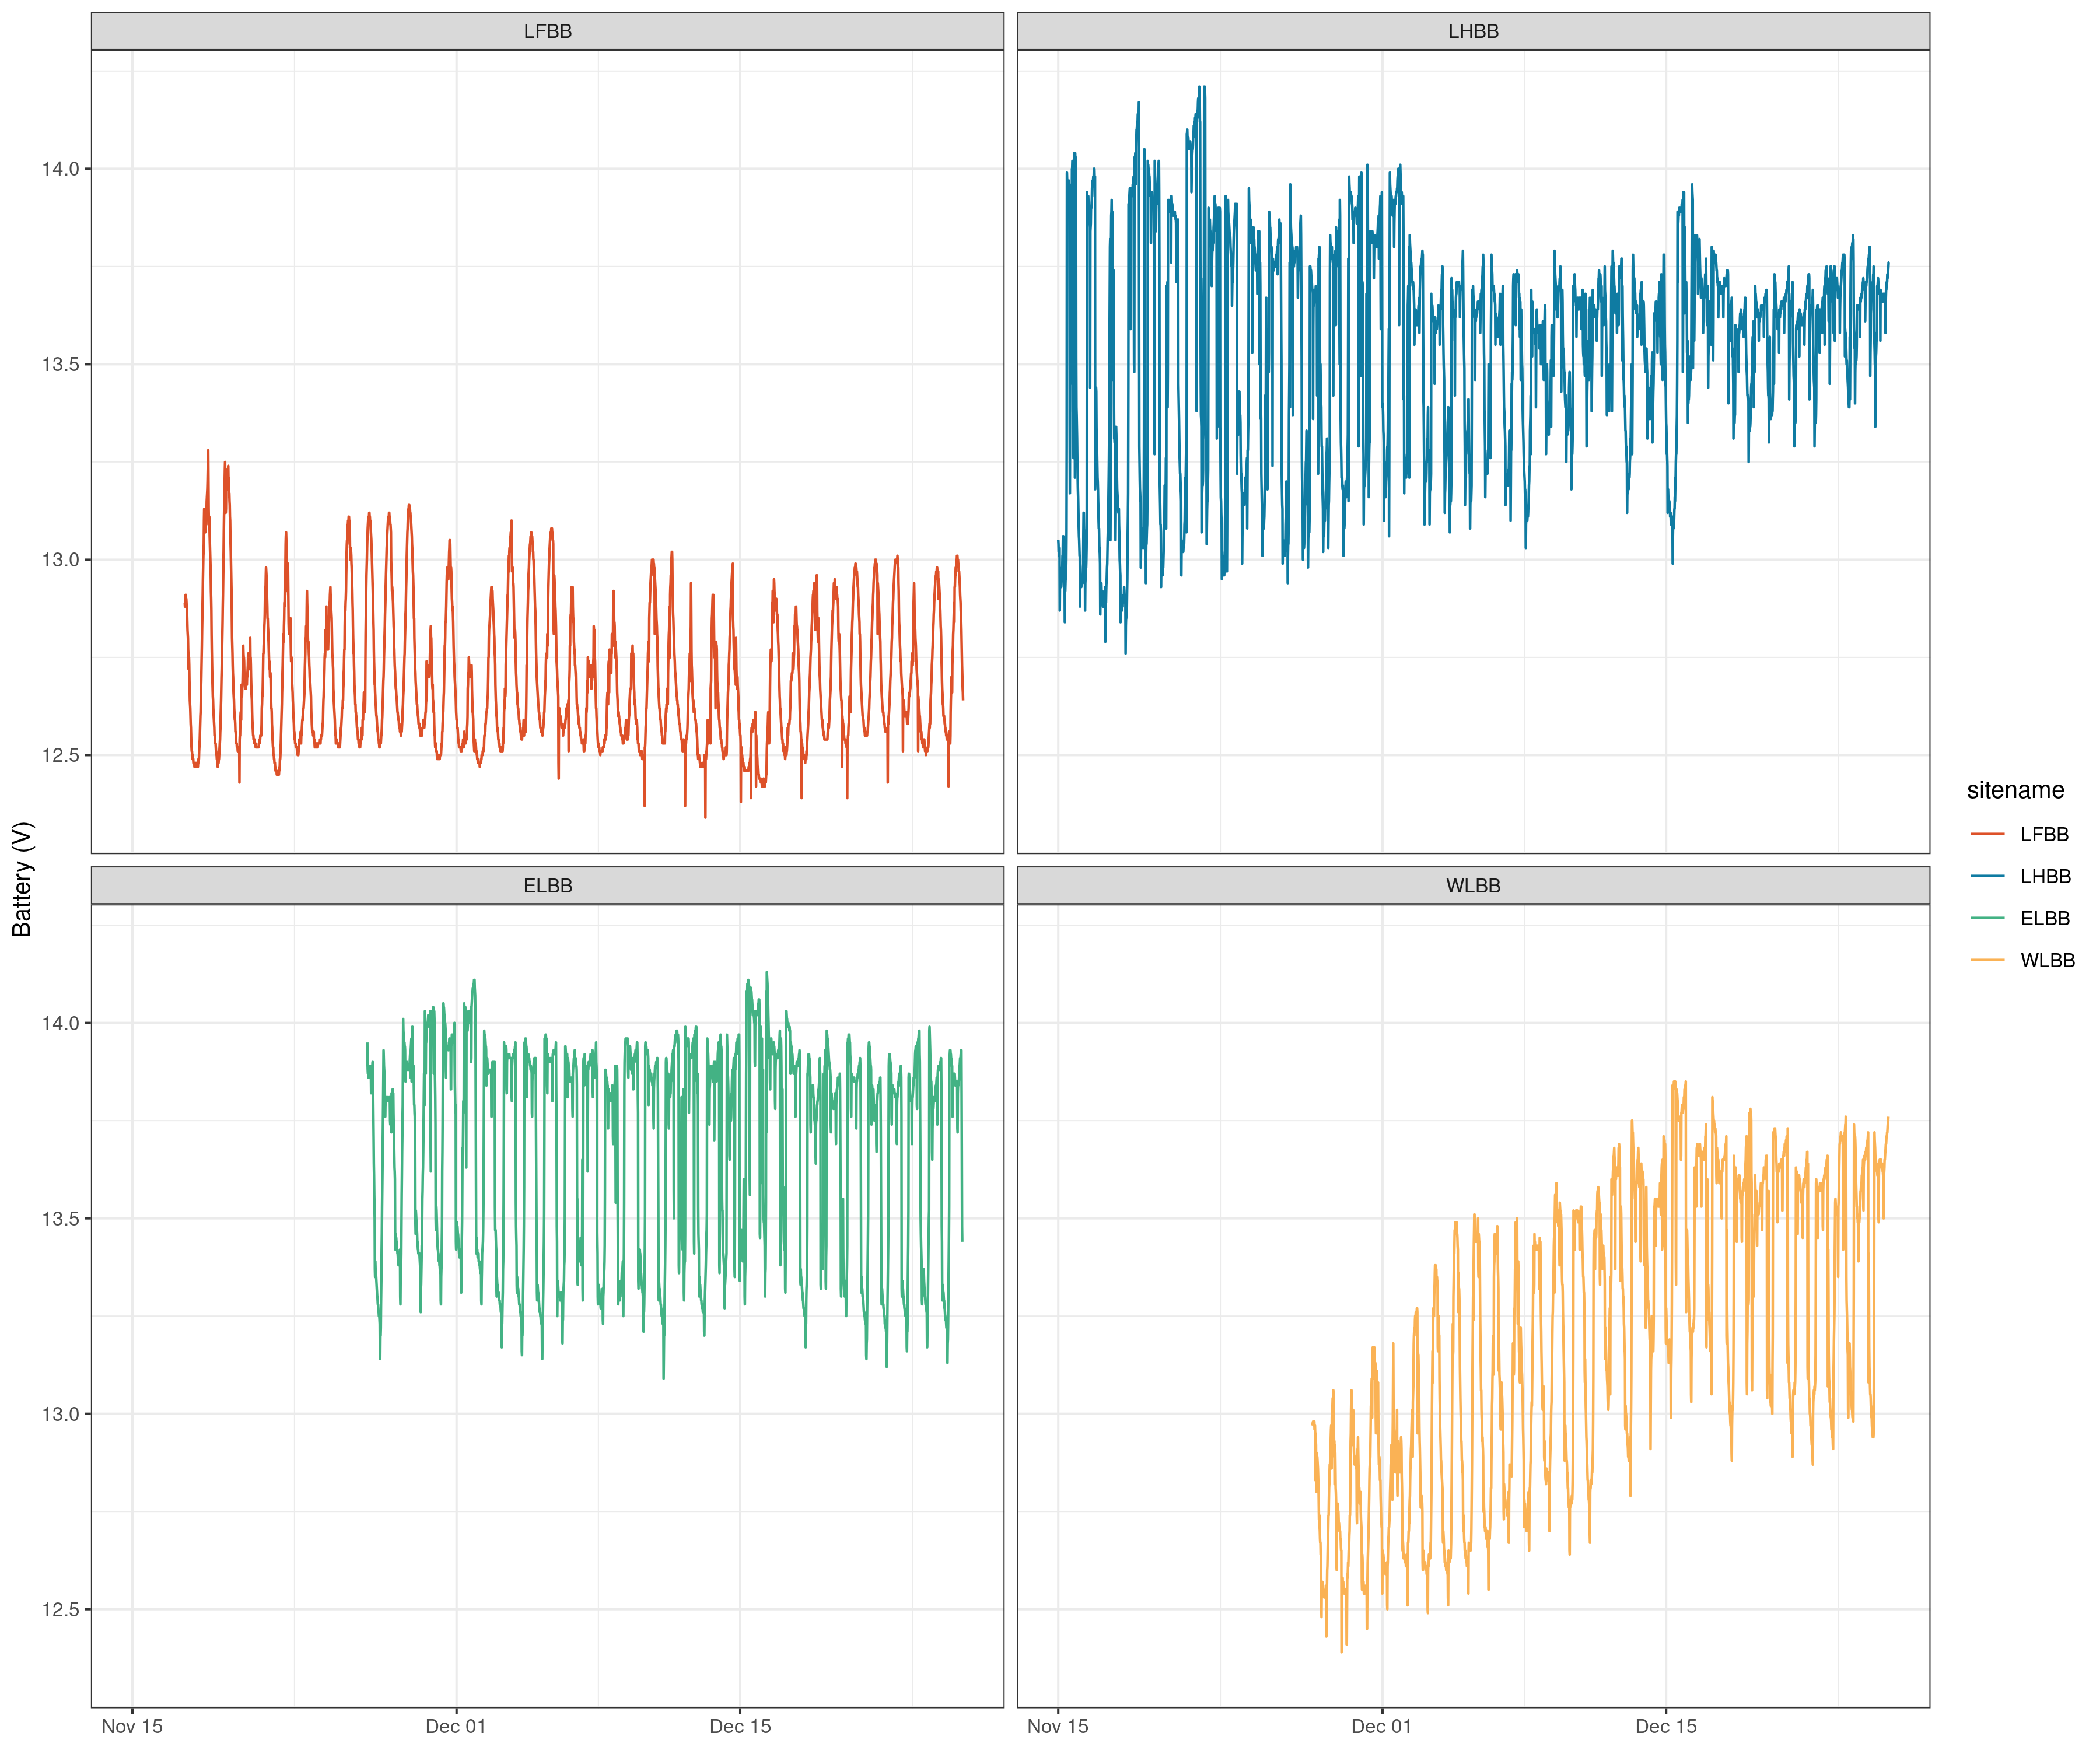 LFBB
LHBB
14.0
13.5
13.0
12.5
ELBB
WLBB
14.0
13.5
13.0
12.5
Battery (V)
Nov 15
Dec 01
Dec 15
Nov 15
Dec 01
Dec 15
sitename
LFBB
LHBB
ELBB
WLBB